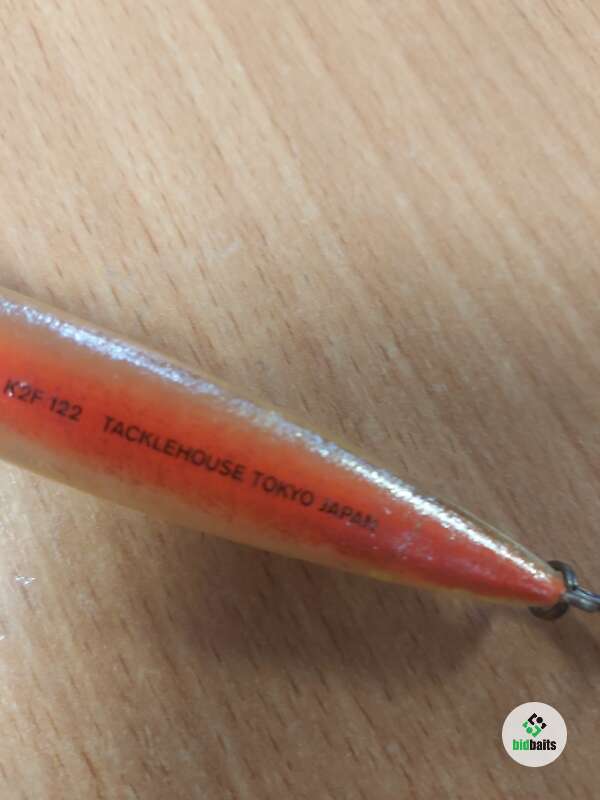 K2F 122 TACKLEHOUSE TOKYO JAPAN
bidbaits